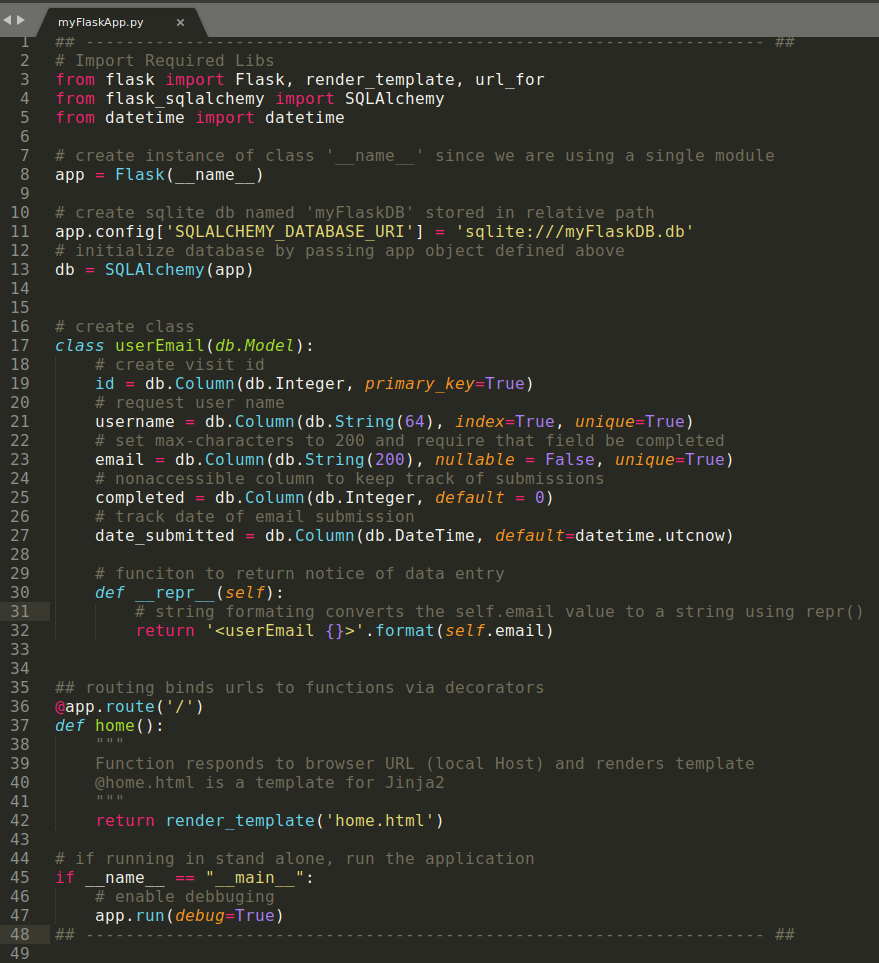 myFlaskApp.py ×
1 ## -------------------------------------------------------------------- ##
2 # Import Required Libs
3 from flask import Flask, render_template, url_for
4 from flask_sqlalchemy import SQLAlchemy
5 from datetime import datetime
6
7 # create instance of class '__name__' since we are using a single module
8 app = Flask(__name__)
9
10 # create sqlite db named 'myFlaskDB' stored in relative path
11 app.config['SQLALCHEMY_DATABASE_URI'] = 'sqlite:///myFlaskDB.db'
12 # initialize database by passing app object defined above
13 db = SQLAlchemy(app)
14
15
16 # create class
17 class userEmail(db.Model):
18     # create visit id
19     id = db.Column(db.Integer, primary_key=True)
20     # request user name
21     username = db.Column(db.String(64), index=True, unique=True)
22     # set max-characters to 200 and require that field be completed
23     email = db.Column(db.String(200), nullable = False, unique=True)
24     # nonaccessible column to keep track of submissions
25     completed = db.Column(db.Integer, default = 0)
26     # track date of email submission
27     date_submitted = db.Column(db.DateTime, default=datetime.utcnow)
28
29     # funciton to return notice of data entry
30     def __repr__(self):
31         # string formating converts the self.email value to a string using repr()
32         return '<userEmail {}>'.format(self.email)
33
34
35 ## routing binds urls to functions via decorators
36 @app.route('/')
37 def home():
38     """
39     Function responds to browser URL (local Host) and renders template
40     @home.html is a template for Jinja2
41     """
42     return render_template('home.html')
43
44 # if running in stand alone, run the application
45 if __name__ == "__main__":
46     # enable debbuging
47     app.run(debug=True)
48 ## -------------------------------------------------------------------- ##
49